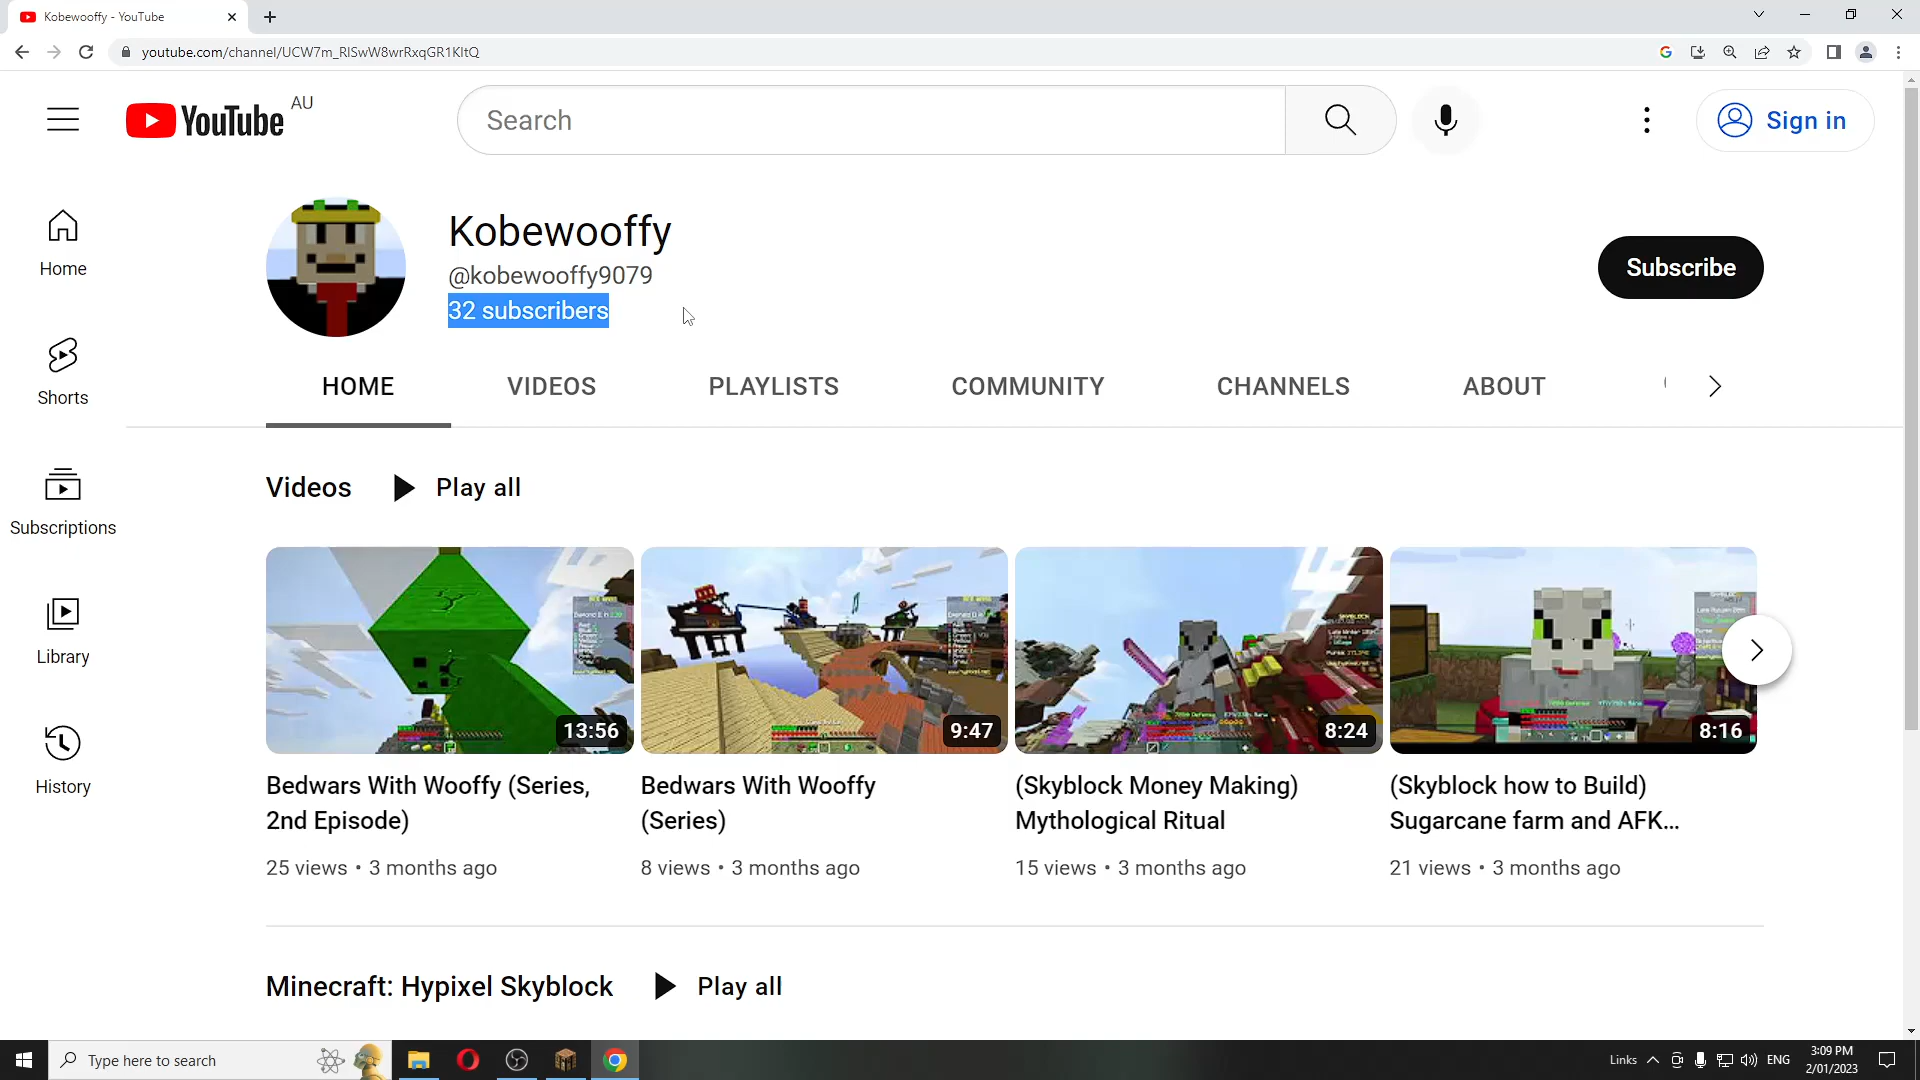 Kobewooffy - YouTube
youtube.com/channel/UCW7m_RlSwW8wrRxqGR1KItQ
YouTube AU
Search
Sign in
Home
Shorts
Subscriptions
Library
History
Kobewooffy
@kobewooffy9079
32 subscribers
Subscribe
HOME VIDEOS PLAYLISTS COMMUNITY CHANNELS ABOUT
Videos Play all
13:56 9:47 8:24 8:16
Bedwars With Wooffy (Series,
2nd Episode)
25 views • 3 months ago
Bedwars With Wooffy
(Series)
8 views • 3 months ago
(Skyblock Money Making)
Mythological Ritual
15 views • 3 months ago
(Skyblock how to Build)
Sugarcane farm and AFK...
21 views • 3 months ago
Minecraft: Hypixel Skyblock Play all
Type here to search
Links ENG
3:09 PM
2/01/2023